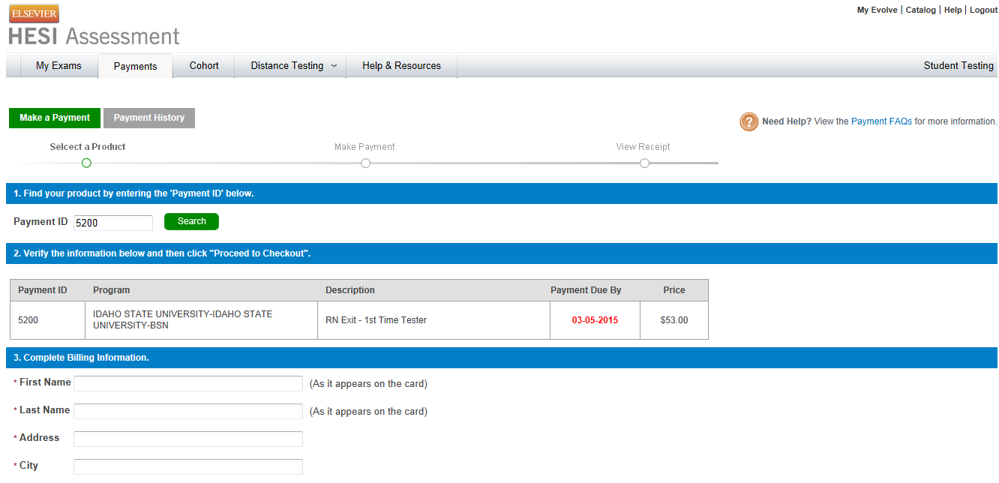 ELSEVIER
My Evolve | Catalog | Help | Logout
HESI Assessment
My Exams Payments Cohort Distance Testing Help & Resources Student Testing
Make a Payment Payment History
? Need Help? View the Payment FAQs for more information.
Selcect a Product Make Payment View Receipt
1. Find your product by entering the 'Payment ID' below.
Payment ID 5200 Search
2. Verify the information below and then click "Proceed to Checkout".
Payment ID Program Description Payment Due By Price
5200 IDAHO STATE UNIVERSITY-IDAHO STATE RN Exit - 1st Time Tester 03-05-2015 $53.00
UNIVERSITY-BSN
3. Complete Billing Information.
* First Name (As it appears on the card)
* Last Name (As it appears on the card)
* Address
* City